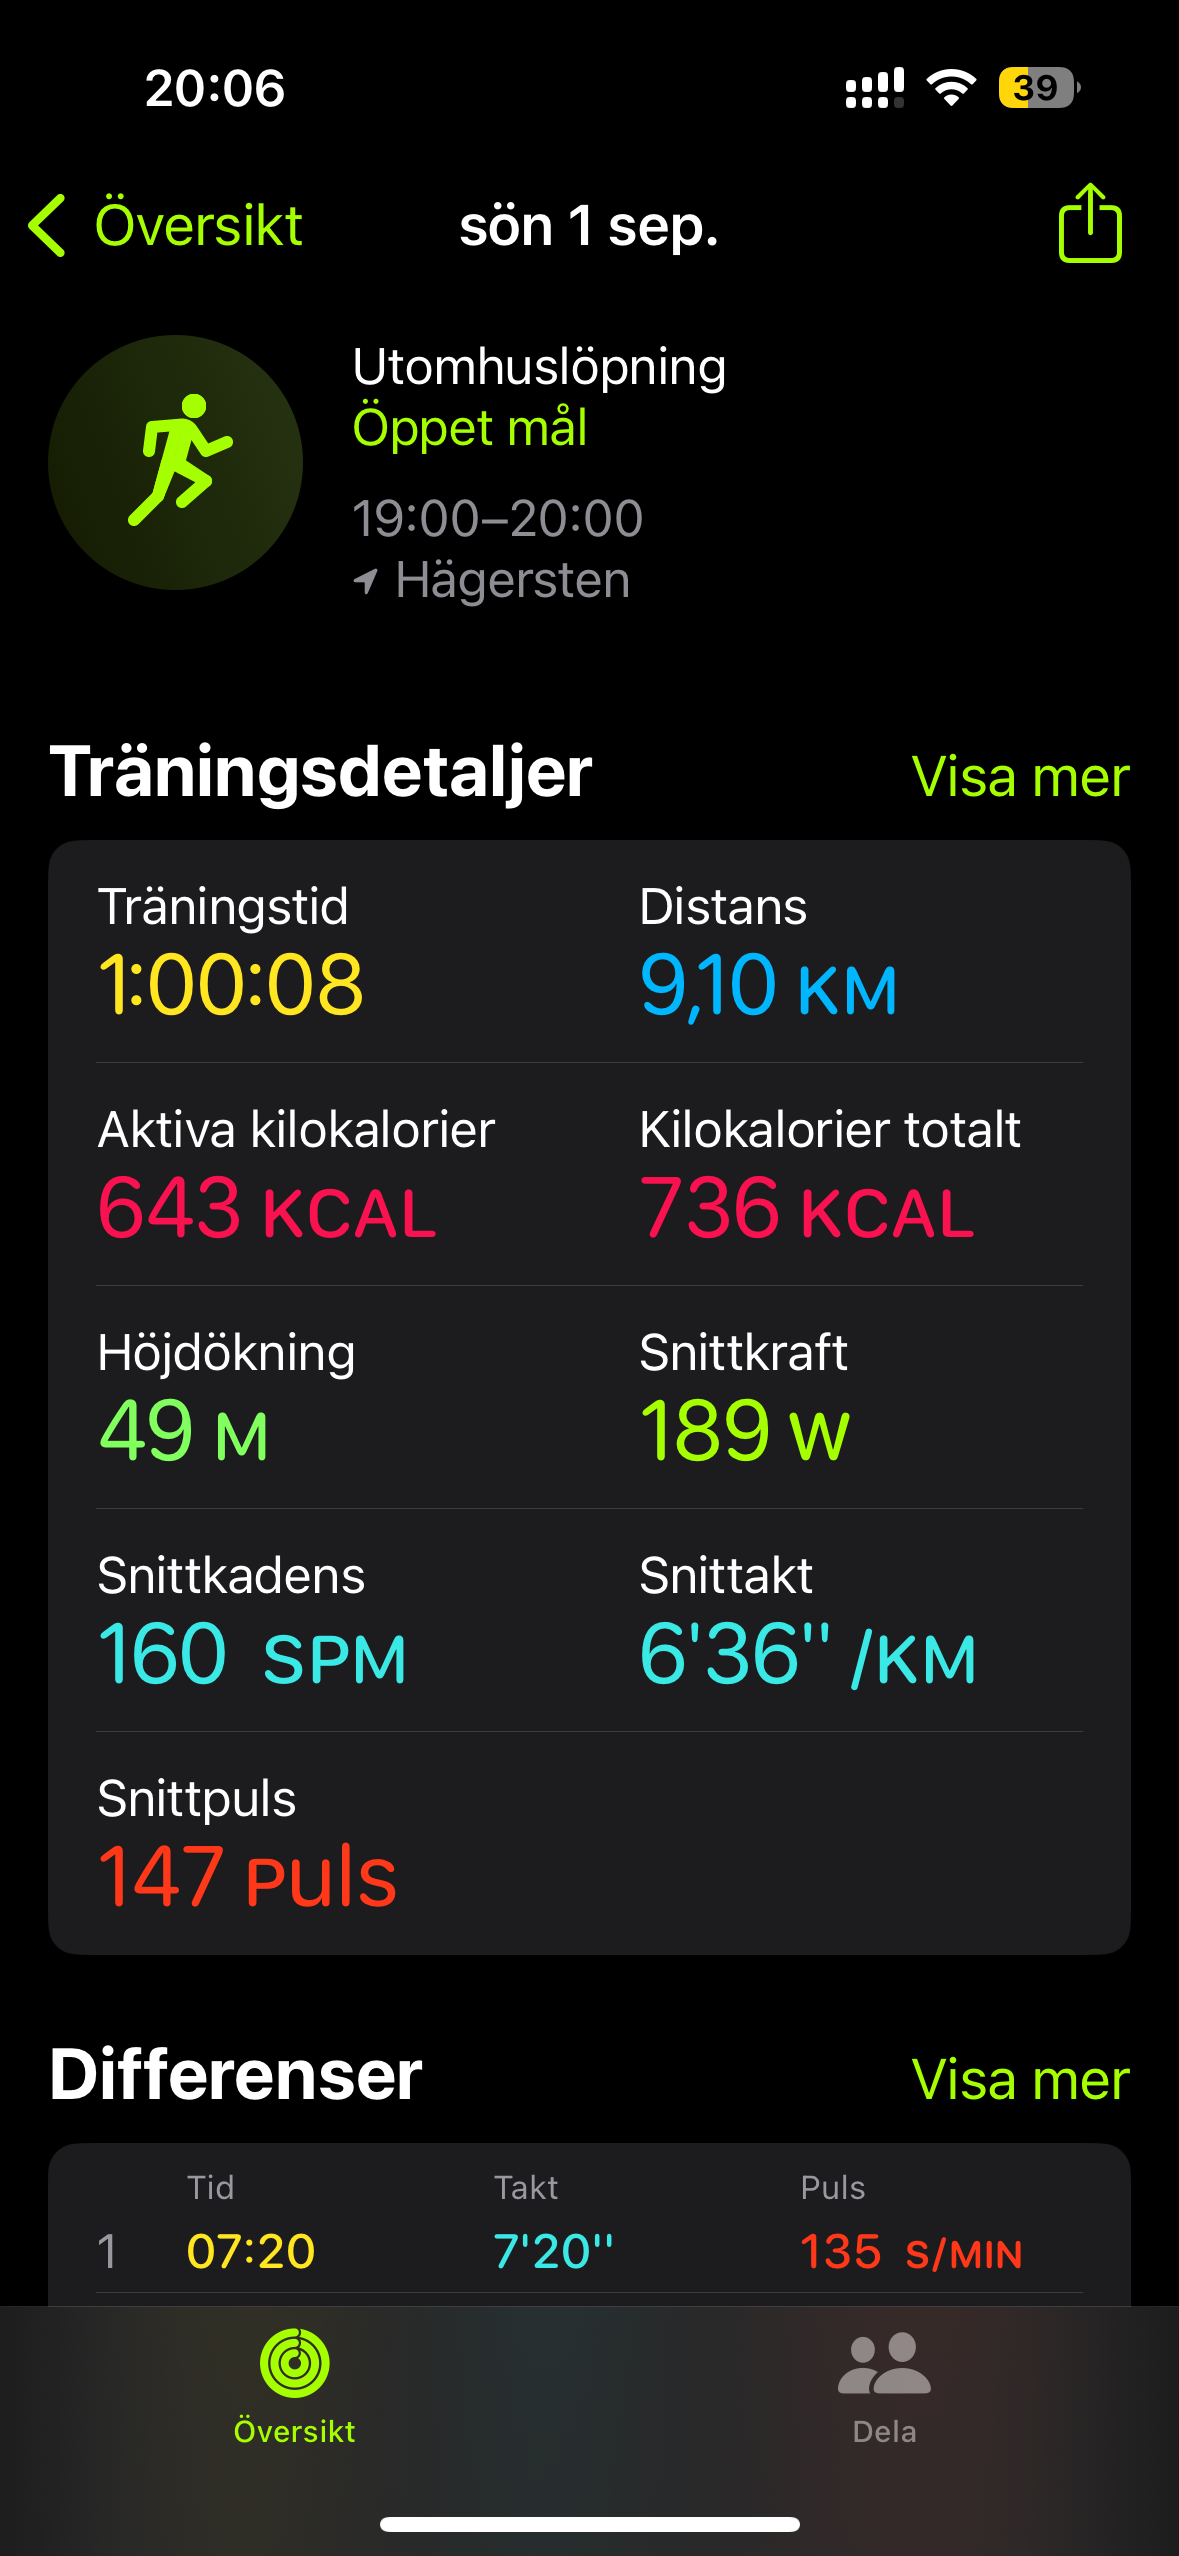 20:06
39
Översikt
sön 1 sep.
Utomhuslöpning
Öppet mål
19:00–20:00
Hägersten
Träningsdetaljer
Visa mer
Träningstid
Distans
1:00:08
9,10 KM
Aktiva kilokalorier
Kilokalorier totalt
643 KCAL
736 KCAL
Höjdökning
Snittkraft
49 M
189 W
Snittkadens
Snittakt
160 SPM
6'36'' /KM
Snittpuls
147 Puls
Differenser
Visa mer
Tid Takt Puls
1 07:20 7'20'' 135 S/MIN
Översikt
Dela